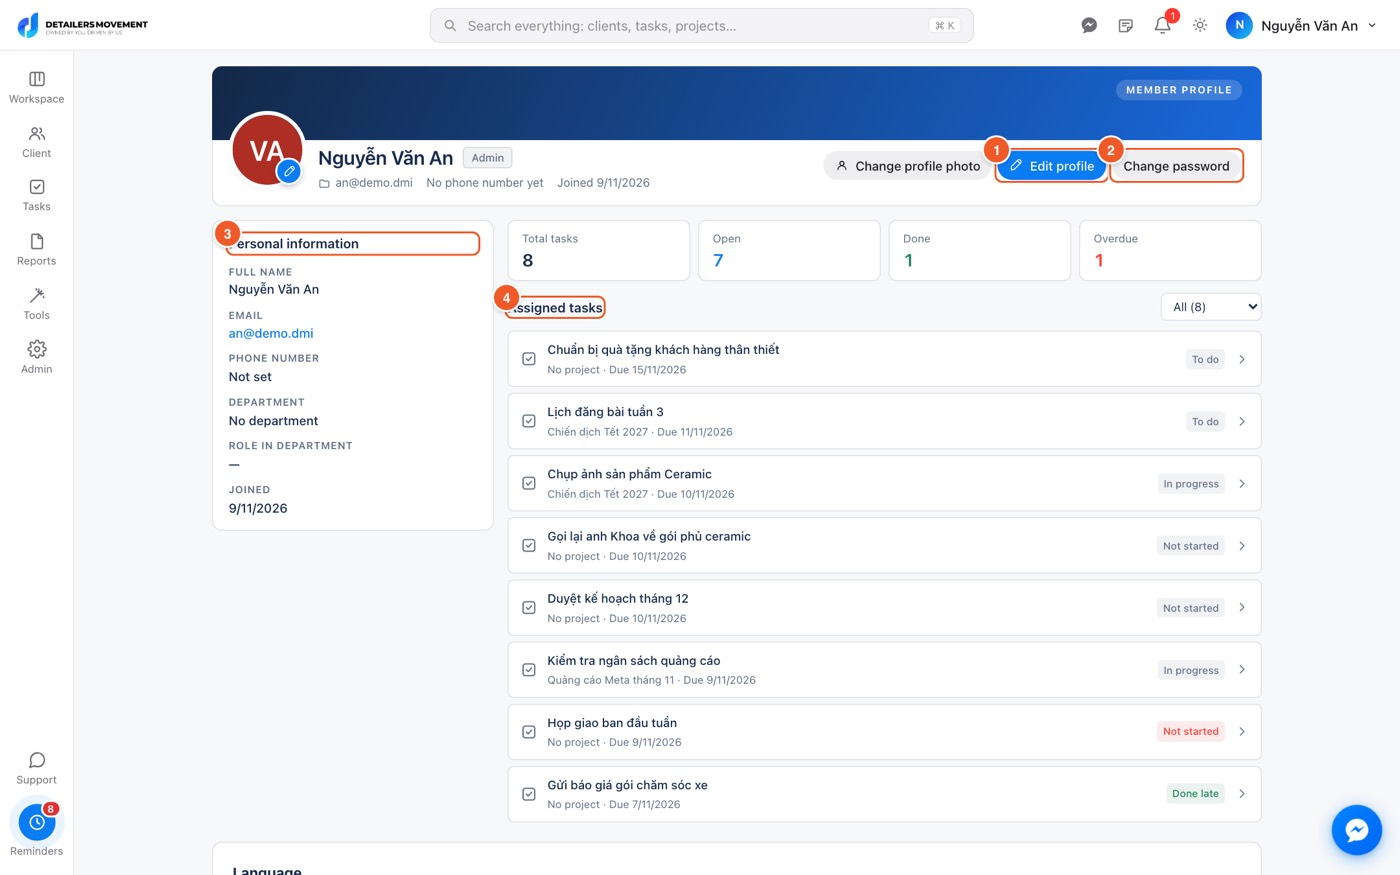 DETAILERS MOVEMENT
OWNED BY YOU, DRIVEN BY US
Search everything: clients, tasks, projects...
⌘ K
1
N
Nguyễn Văn An
Workspace
Client
Tasks
Reports
Tools
Admin
Support
8
Reminders
MEMBER PROFILE
VA
Nguyễn Văn An
Admin
an@demo.dmi
No phone number yet
Joined 9/11/2026
Change profile photo
1
Edit profile
2
Change password
3
ersonal information
FULL NAME
Nguyễn Văn An
EMAIL
an@demo.dmi
PHONE NUMBER
Not set
DEPARTMENT
No department
ROLE IN DEPARTMENT
—
JOINED
9/11/2026
Total tasks
8
Open
7
Done
1
Overdue
1
4
ssigned tasks
All (8)
Chuẩn bị quà tặng khách hàng thân thiết
No project · Due 15/11/2026
To do
Lịch đăng bài tuần 3
Chiến dịch Tết 2027 · Due 11/11/2026
To do
Chụp ảnh sản phẩm Ceramic
Chiến dịch Tết 2027 · Due 10/11/2026
In progress
Gọi lại anh Khoa về gói phủ ceramic
No project · Due 10/11/2026
Not started
Duyệt kế hoạch tháng 12
No project · Due 10/11/2026
Not started
Kiểm tra ngân sách quảng cáo
Quảng cáo Meta tháng 11 · Due 9/11/2026
In progress
Họp giao ban đầu tuần
No project · Due 9/11/2026
Not started
Gửi báo giá gói chăm sóc xe
No project · Due 7/11/2026
Done late
Language